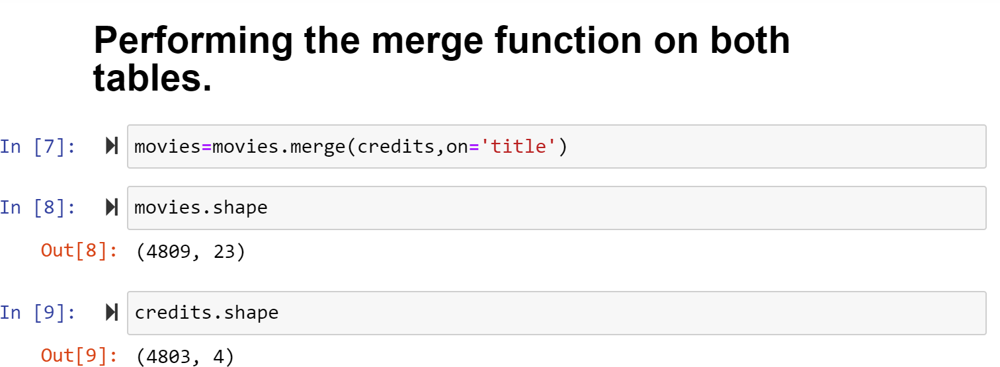 Performing the merge function on both
tables.
In [7]: movies=movies.merge(credits,on='title')
In [8]: movies.shape
Out[8]: (4809, 23)
In [9]: credits.shape
Out[9]: (4803, 4)